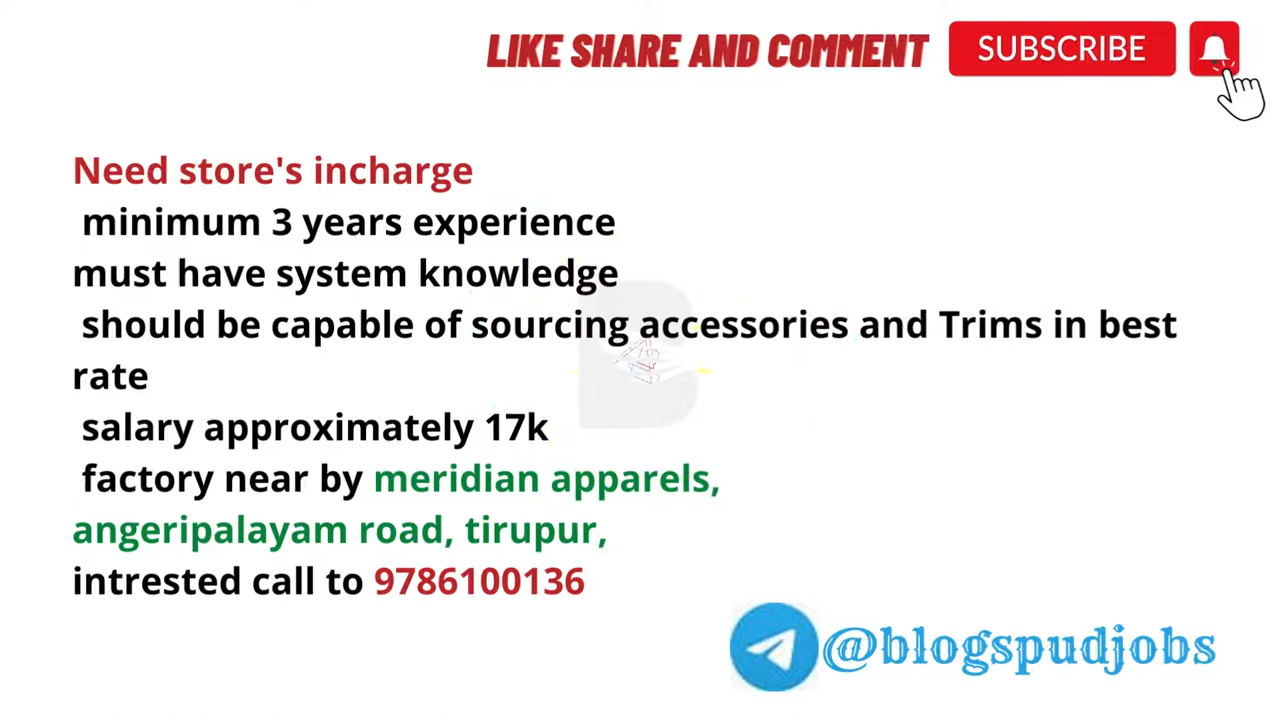 LIKE SHARE AND COMMENT SUBSCRIBE
Need store's incharge
minimum 3 years experience
must have system knowledge
should be capable of sourcing accessories and Trims in best
rate
salary approximately 17k
factory near by meridian apparels,
angeripalayam road, tirupur,
intrested call to 9786100136
@blogspudjobs